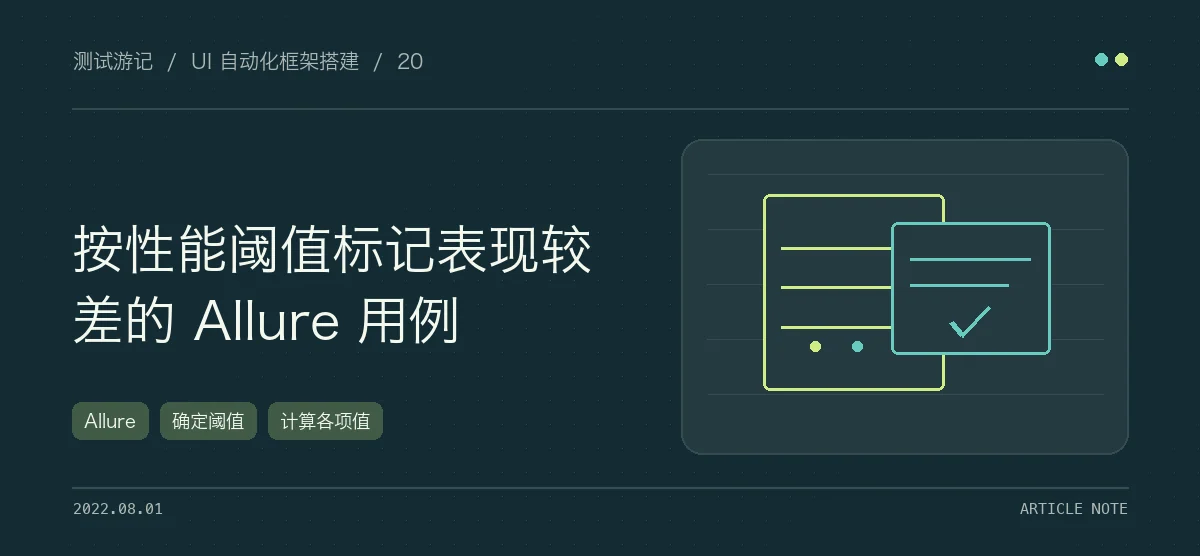 测试游记 / UI 自动化框架搭建 / 20
按性能阈值标记表现较
差的 Allure 用例
Allure 确定阈值 计算各项值
2022.08.01 ARTICLE NOTE